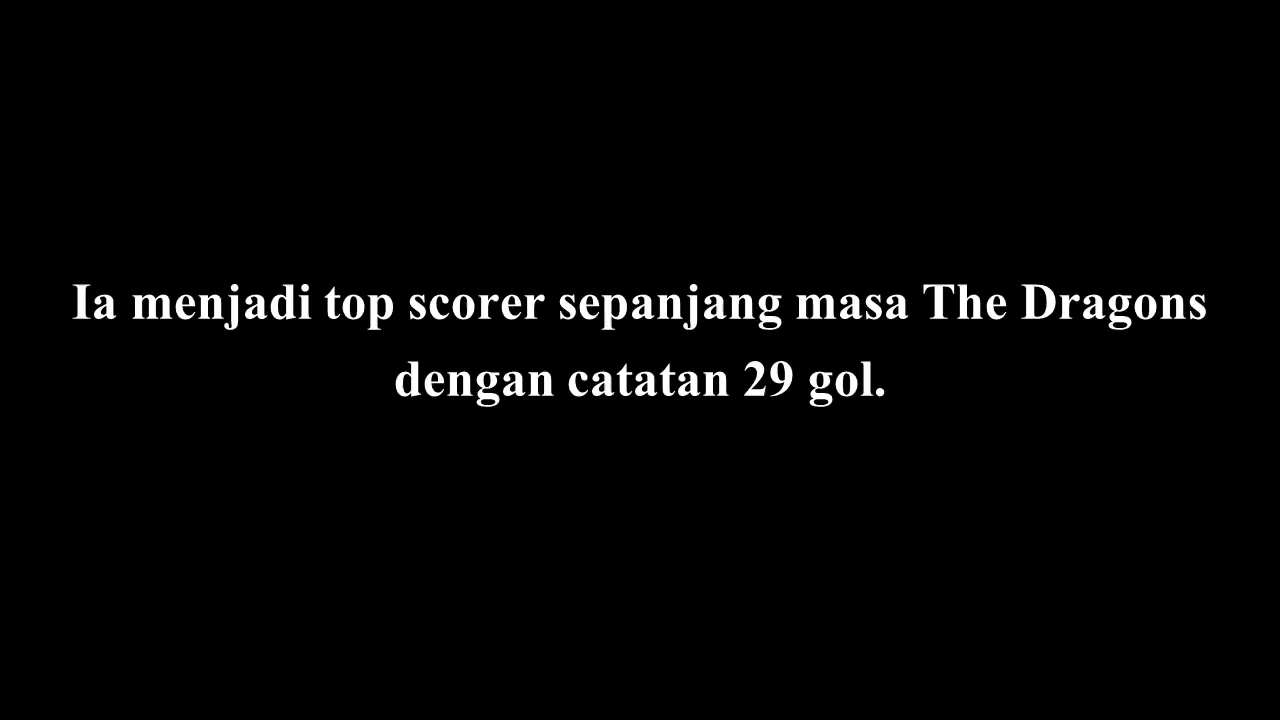 Ia menjadi top scorer sepanjang masa The Dragons
dengan catatan 29 gol.